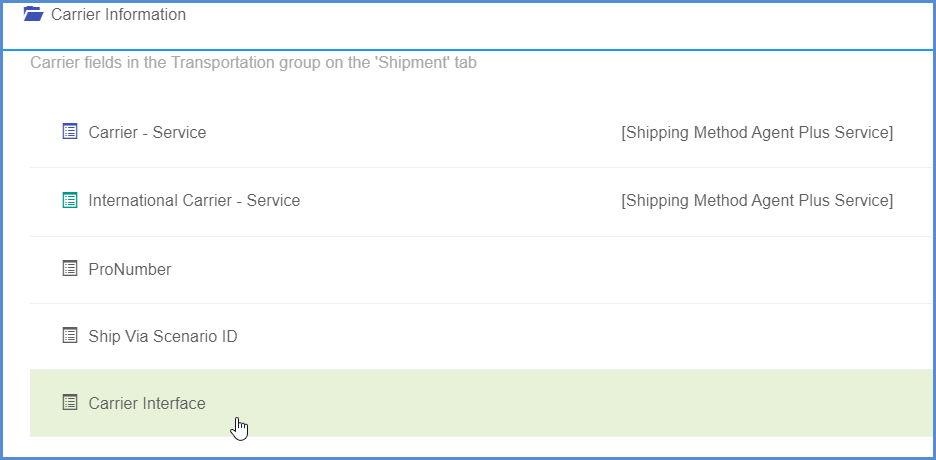 Carrier Information
Carrier fields in the Transportation group on the 'Shipment' tab
Carrier - Service [Shipping Method Agent Plus Service]
International Carrier - Service [Shipping Method Agent Plus Service]
ProNumber
Ship Via Scenario ID
Carrier Interface